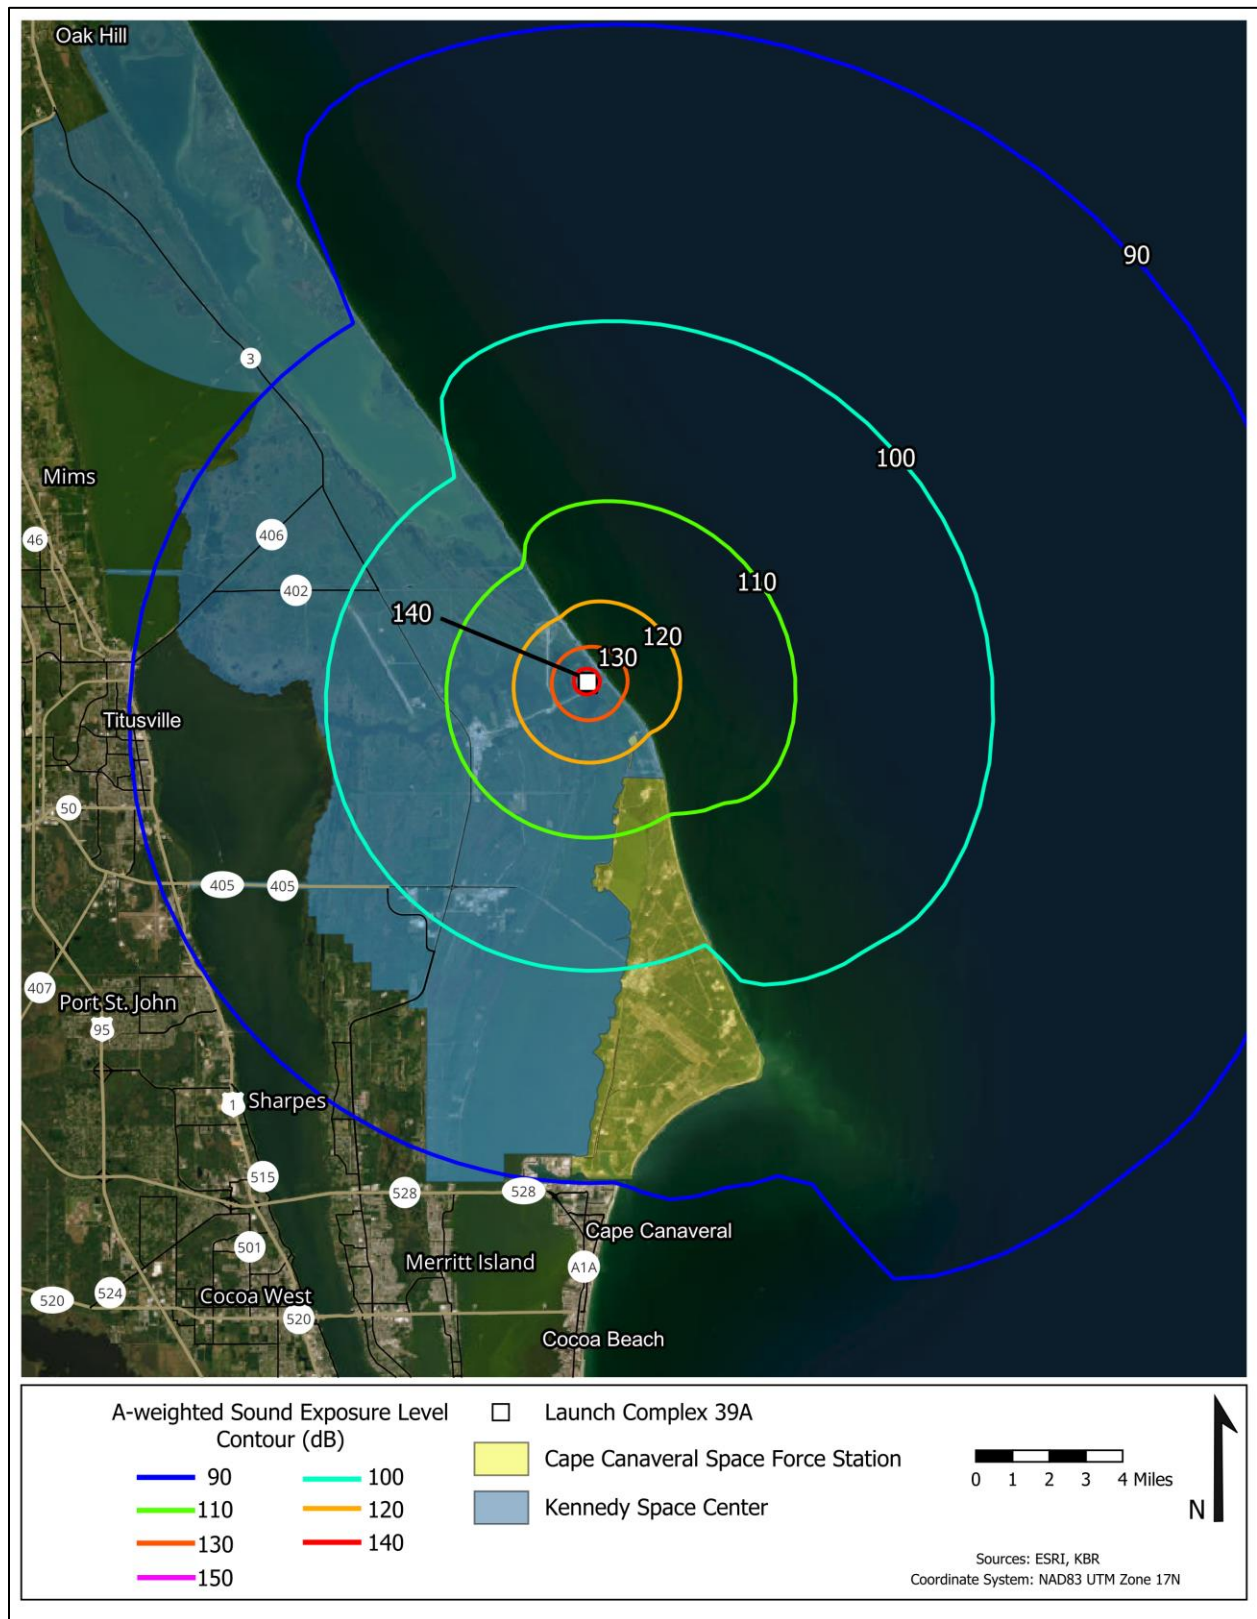 Oak Hill
90
3
100
Mims
46
406
110
402
140
120
130
Titusville
50
405
405
407
Port St. John
95
1
Sharpes
515
528
528
Cape Canaveral
501
Merritt Island
A1A
524
Cocoa West
520
520
Cocoa Beach
A-weighted Sound Exposure Level
Contour (dB)
90
100
110
120
130
140
150
Launch Complex 39A
Cape Canaveral Space Force Station
Kennedy Space Center
0 1 2 3 4 Miles
N
Sources: ESRI, KBR
Coordinate System: NAD83 UTM Zone 17N